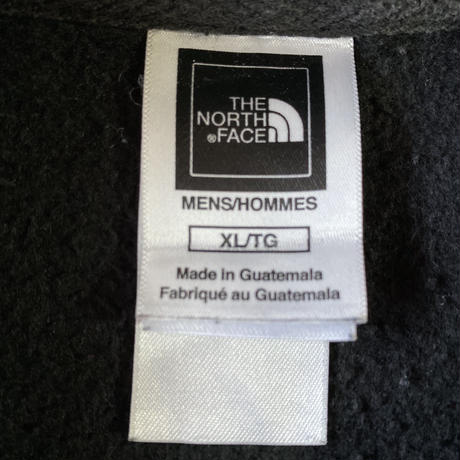 THE
NORTH
®FACE
MENS/HOMMES
XL/TG
Made in Guatemala
Fabriqué au Guatemala